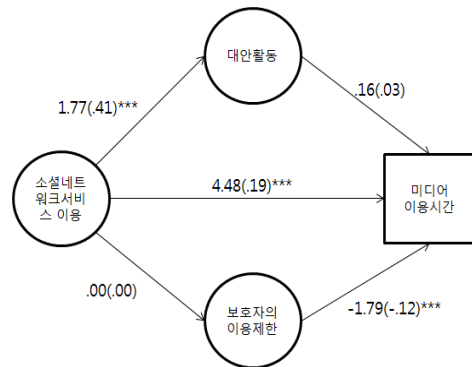 대안활동
1.77(.41)***
.16(.03)
소셜네트
워크서비
스 이용
4.48(.19)***
미디어
이용시간
.00(.00)
보호자의
이용제한
-1.79(-.12)***